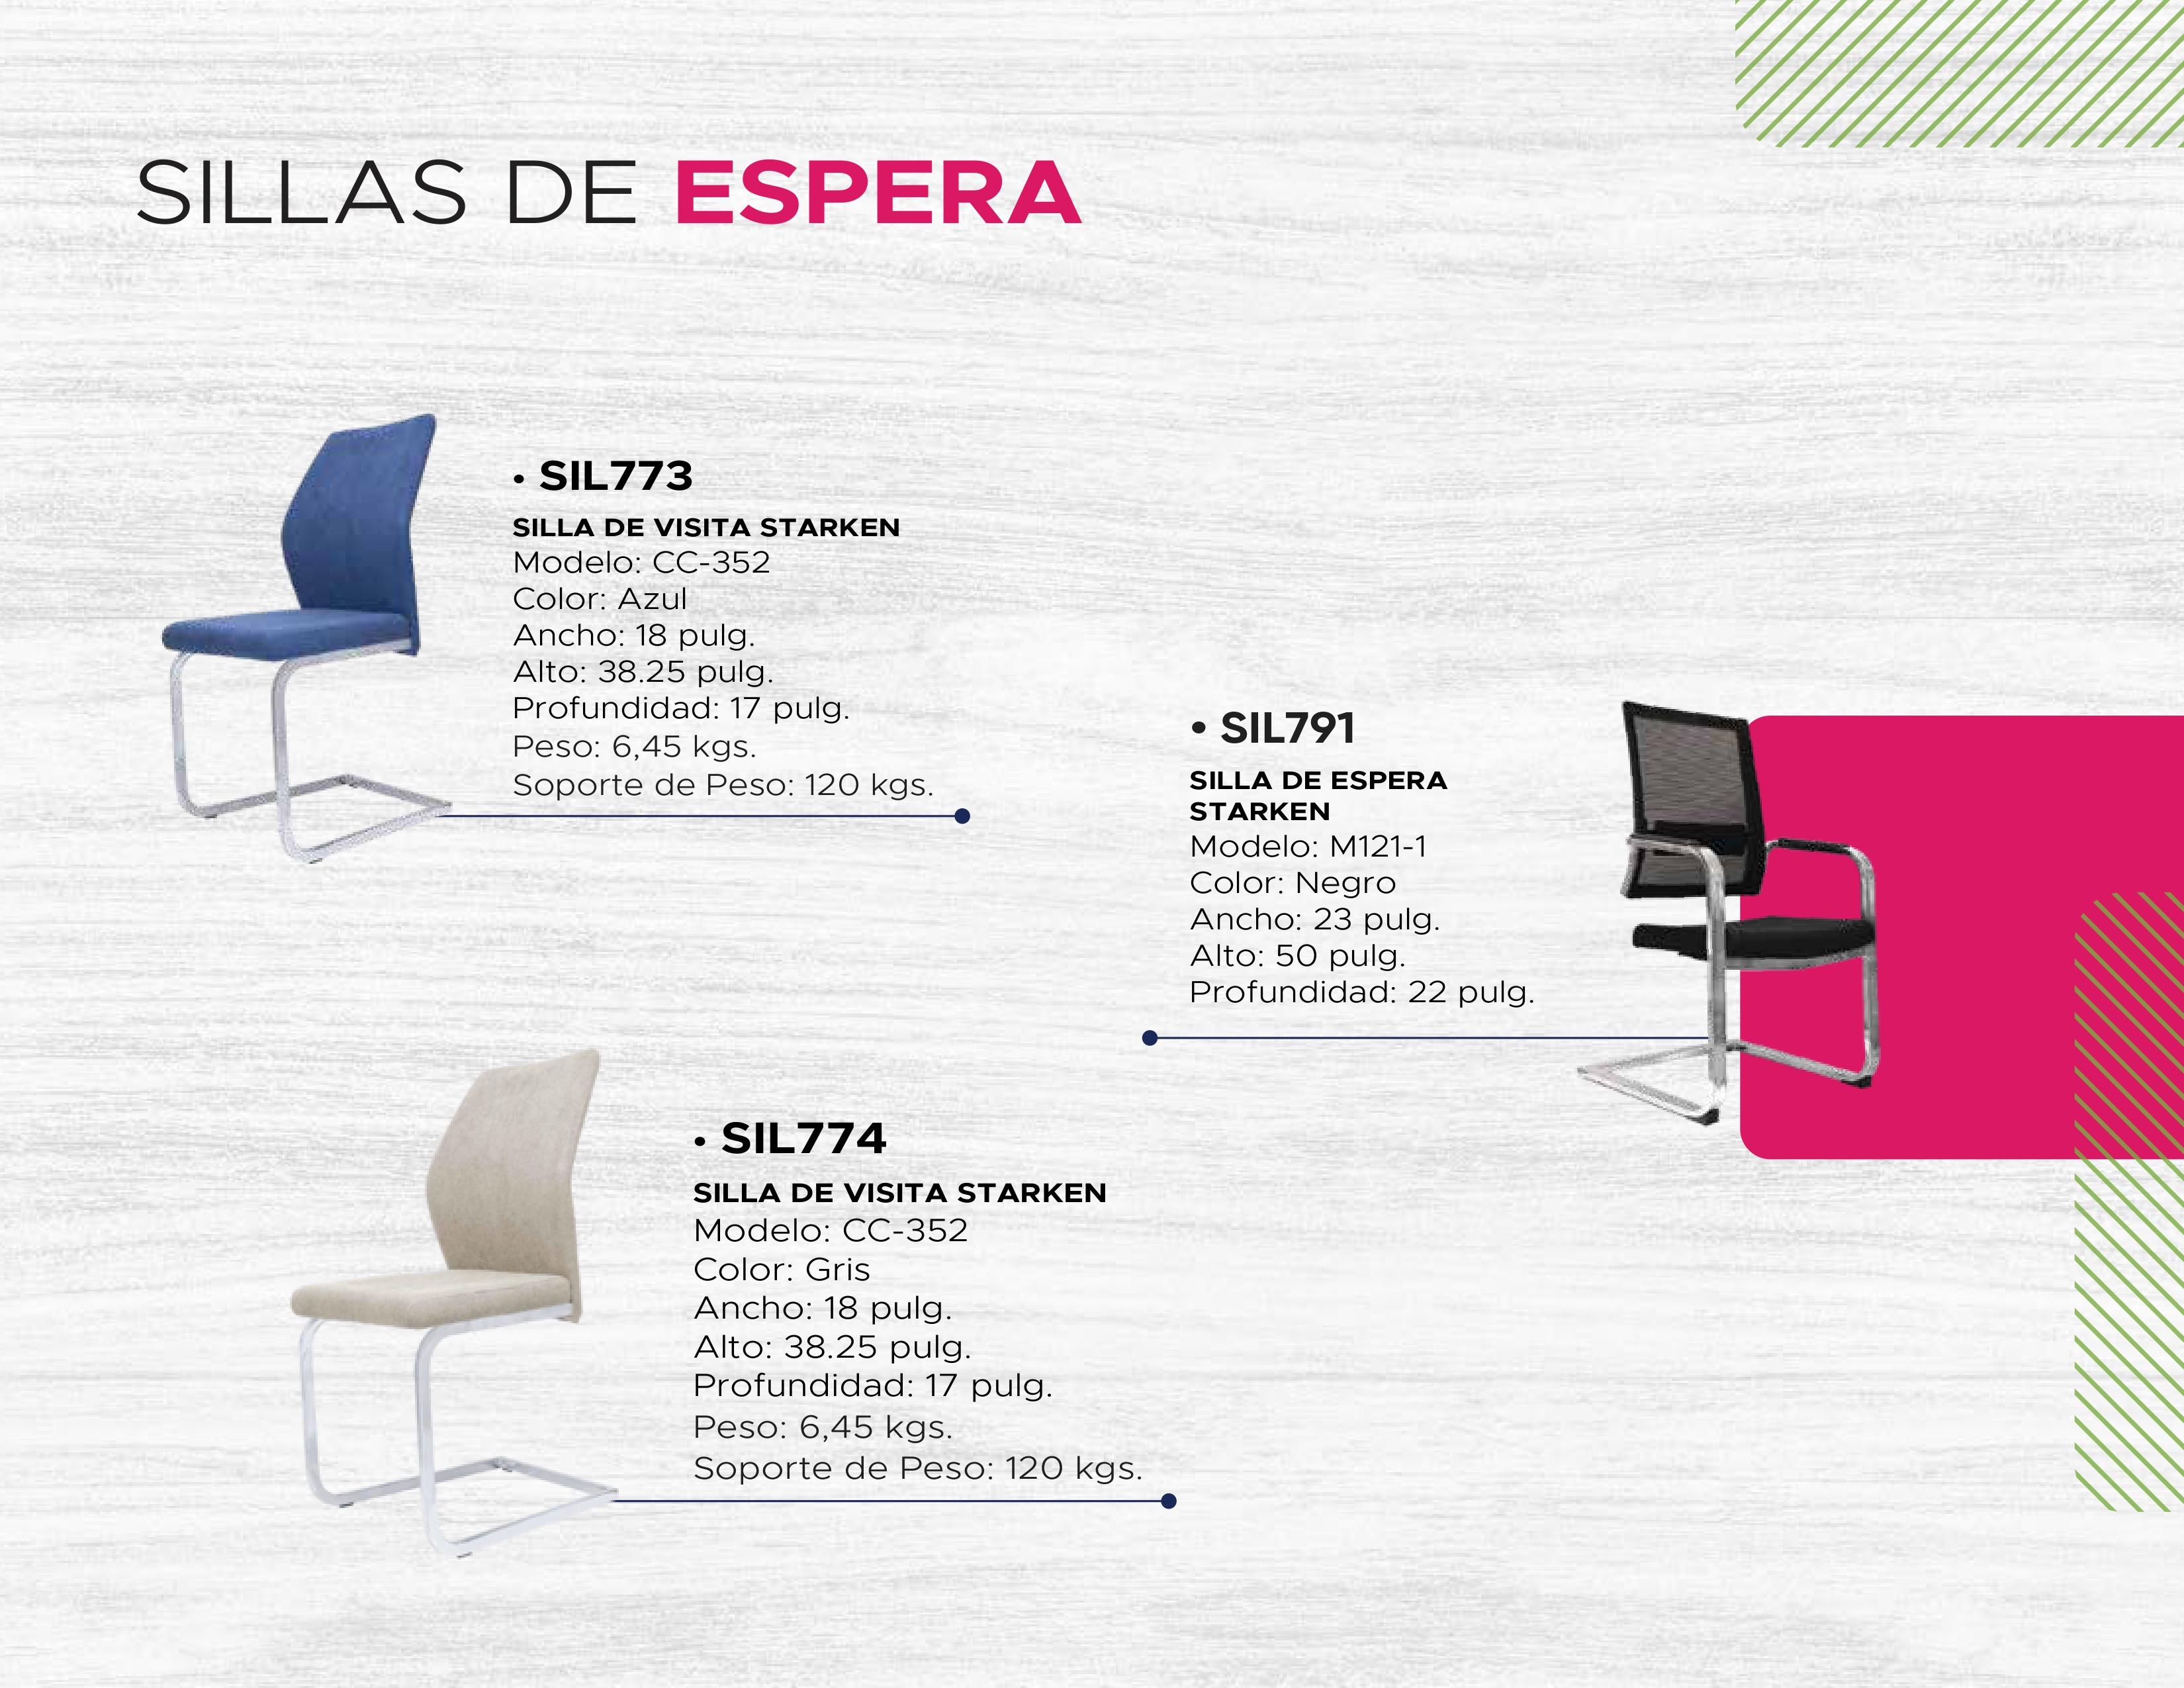 SILLAS DE ESPERA
• SIL773
SILLA DE VISITA STARKEN
Modelo: CC-352
Color: Azul
Ancho: 18 pulg.
Alto: 38.25 pulg.
Profundidad: 17 pulg.
Peso: 6,45 kgs.
Soporte de Peso: 120 kgs.
• SIL791
SILLA DE ESPERA
STARKEN
Modelo: M121-1
Color: Negro
Ancho: 23 pulg.
Alto: 50 pulg.
Profundidad: 22 pulg.
• SIL774
SILLA DE VISITA STARKEN
Modelo: CC-352
Color: Gris
Ancho: 18 pulg.
Alto: 38.25 pulg.
Profundidad: 17 pulg.
Peso: 6,45 kgs.
Soporte de Peso: 120 kgs.